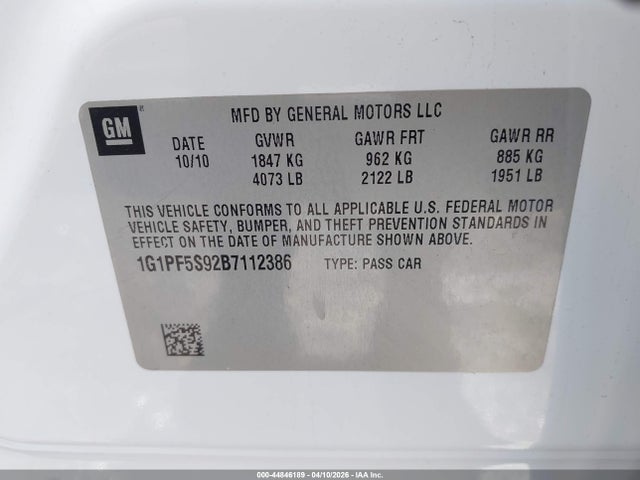 GM
MFD BY GENERAL MOTORS LLC
DATE GVWR GAWR FRT GAWR RR
10/10 1847 KG 962 KG 885 KG
4073 LB 2122 LB 1951 LB
THIS VEHICLE CONFORMS TO ALL APPLICABLE U.S. FEDERAL MOTOR
VEHICLE SAFETY, BUMPER, AND THEFT PREVENTION STANDARDS IN
EFFECT ON THE DATE OF MANUFACTURE SHOWN ABOVE.
1G1PF5S92B7112386 TYPE: PASS CAR
000-44846189 - 04/10/2026 - IAA Inc.